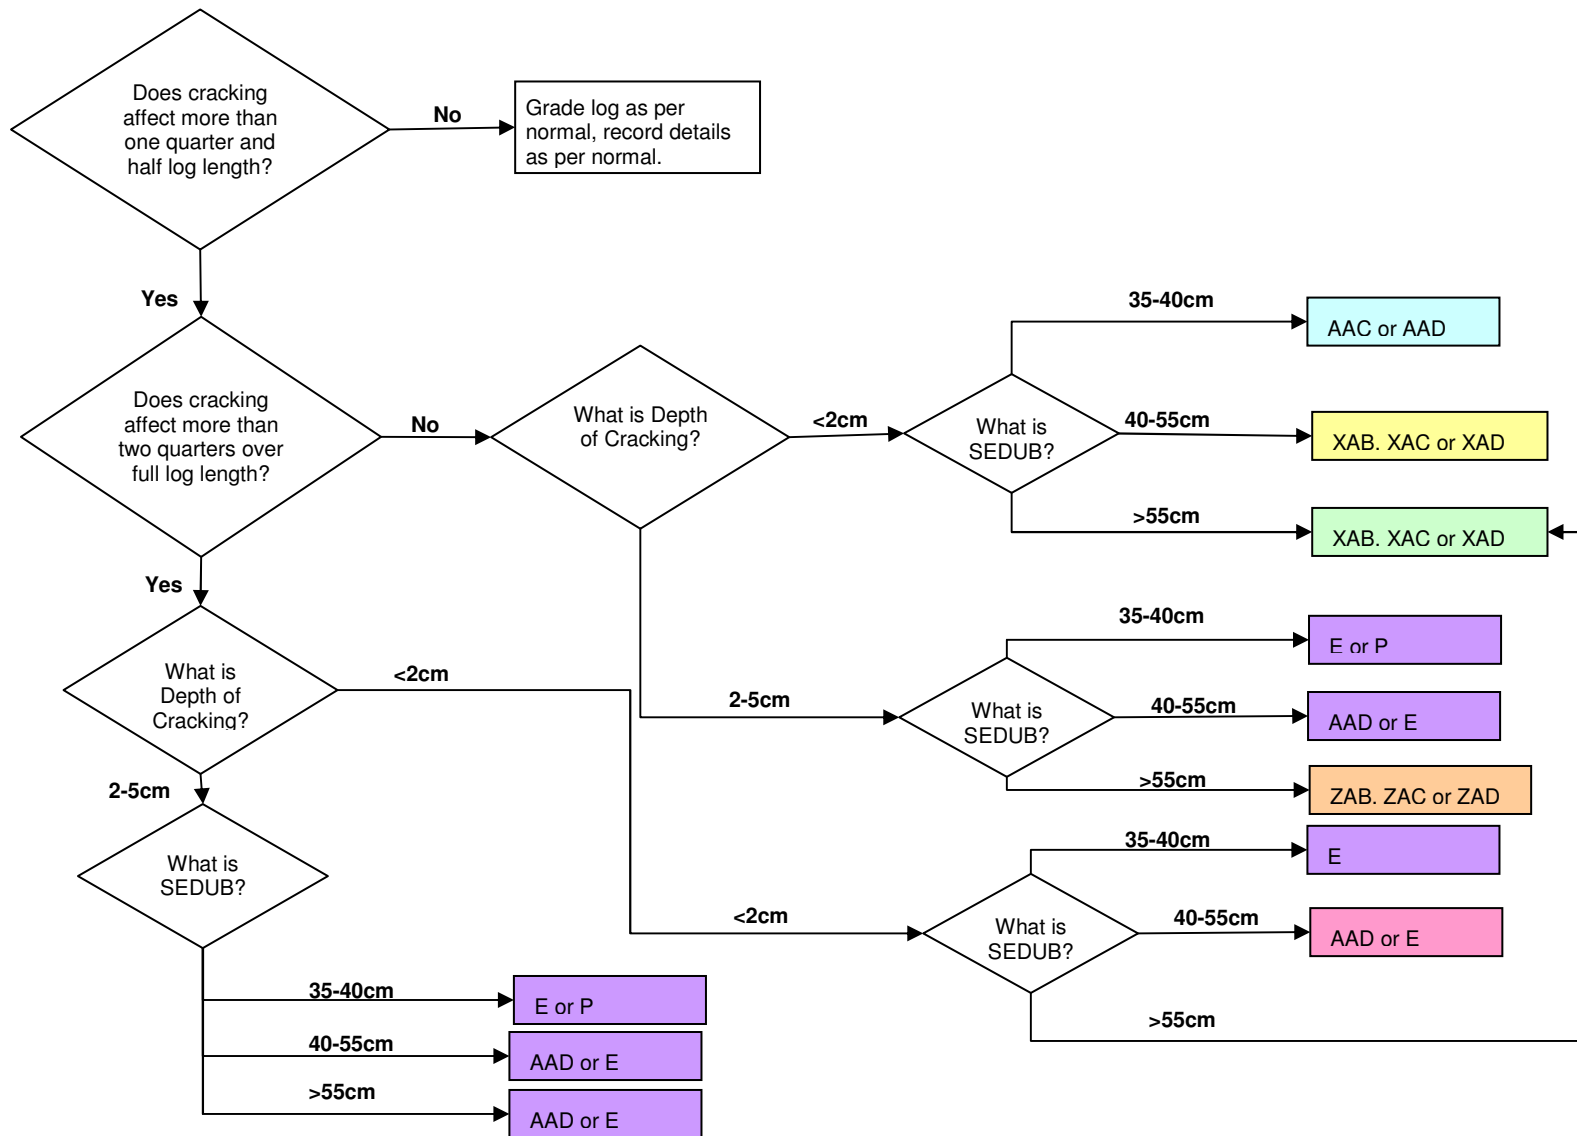 Does cracking
affect more than
one quarter and
half log length?
No
Grade log as per
normal, record details
as per normal.
Yes
Does cracking
affect more than
two quarters over
full log length?
No
What is Depth
of Cracking?
<2cm
What is
SEDUB?
35-40cm
AAC or AAD
40-55cm
XAB. XAC or XAD
>55cm
XAB. XAC or XAD
2-5cm
What is
SEDUB?
35-40cm
E or P
40-55cm
AAD or E
>55cm
ZAB. ZAC or ZAD
Yes
What is
Depth of
Cracking?
<2cm
<2cm
What is
SEDUB?
35-40cm
E
40-55cm
AAD or E
>55cm
2-5cm
What is
SEDUB?
35-40cm
E or P
40-55cm
AAD or E
>55cm
AAD or E